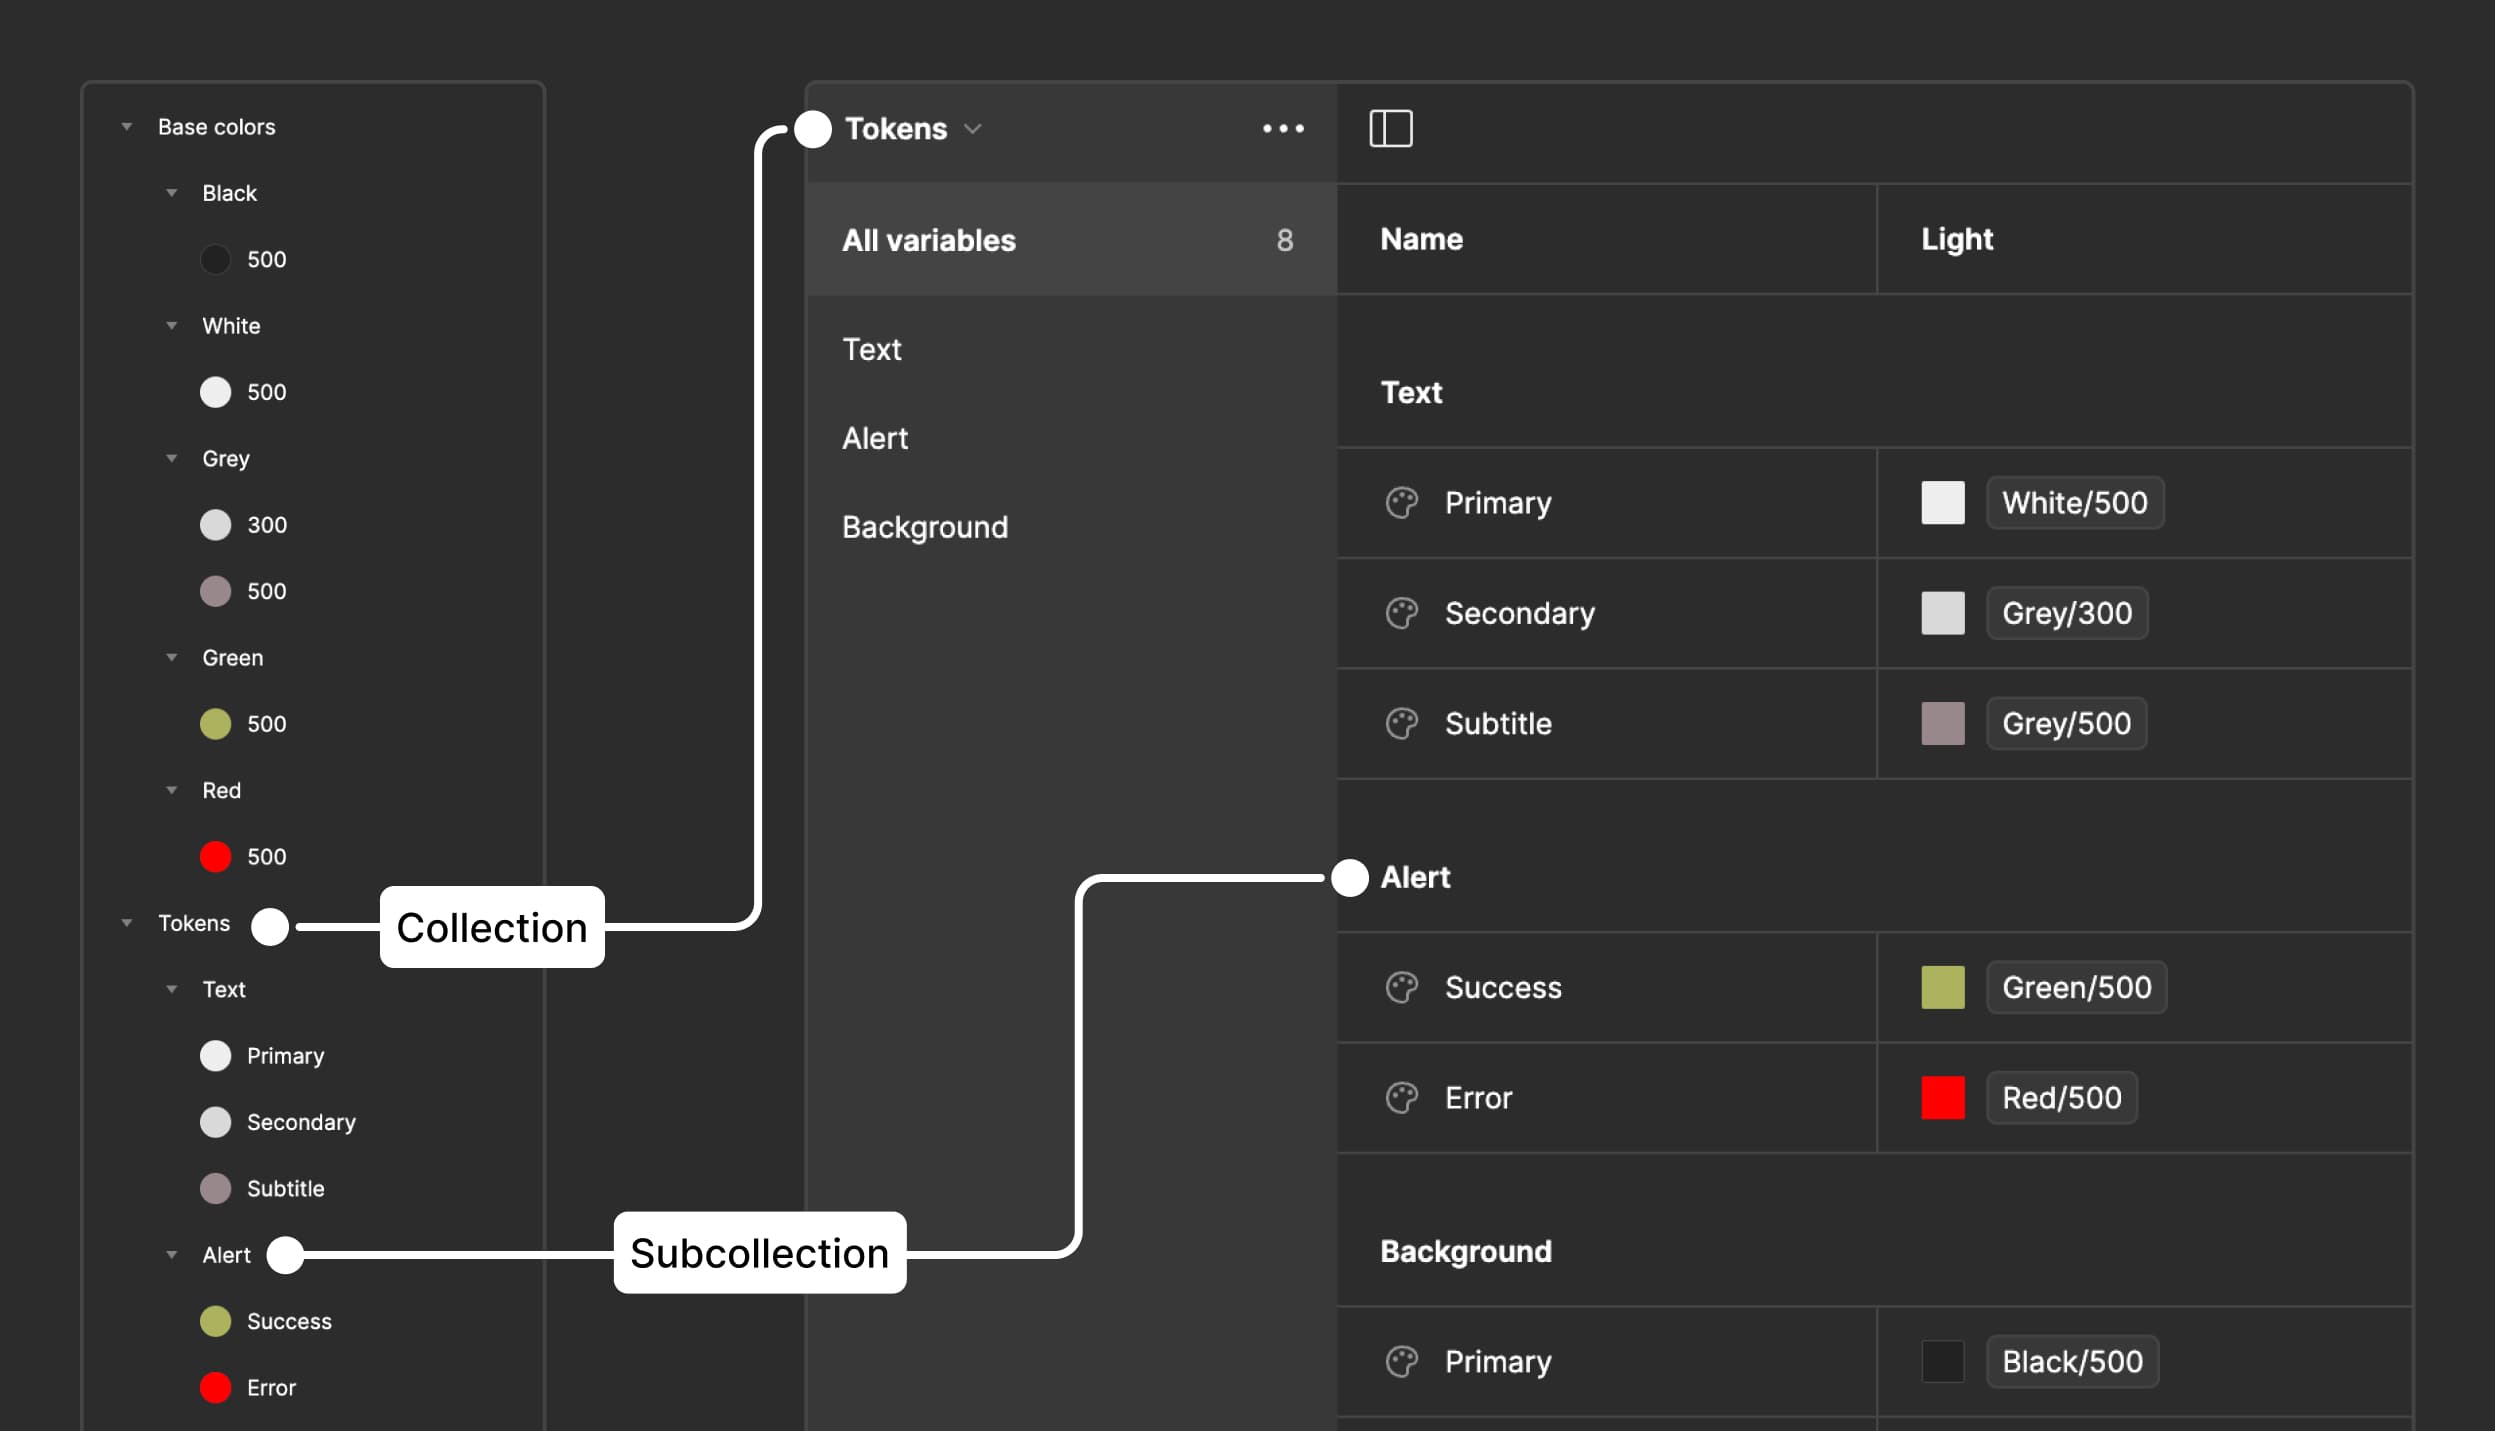 Base colors
Black
500
White
500
Grey
300
500
Green
500
Red
500
Tokens
Text
Primary
Secondary
Subtitle
Alert
Success
Error
Collection
Subcollection
Tokens
All variables 8
Text
Alert
Background
Name Light
Text
Primary White/500
Secondary Grey/300
Subtitle Grey/500
Alert
Success Green/500
Error Red/500
Background
Primary Black/500